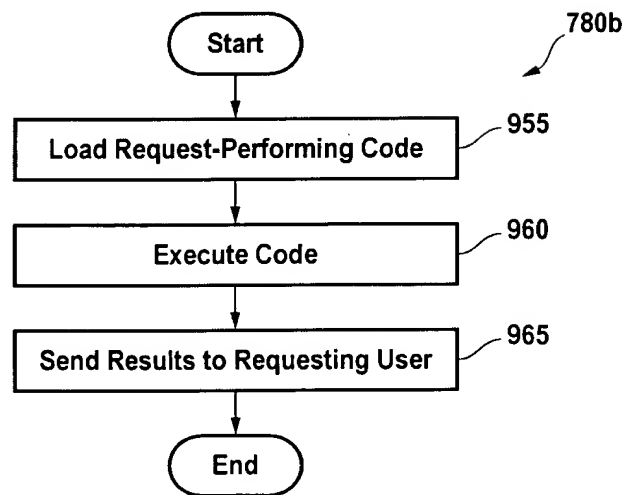 Start
780b
Load Request-Performing Code
955
Execute Code
960
Send Results to Requesting User
965
End